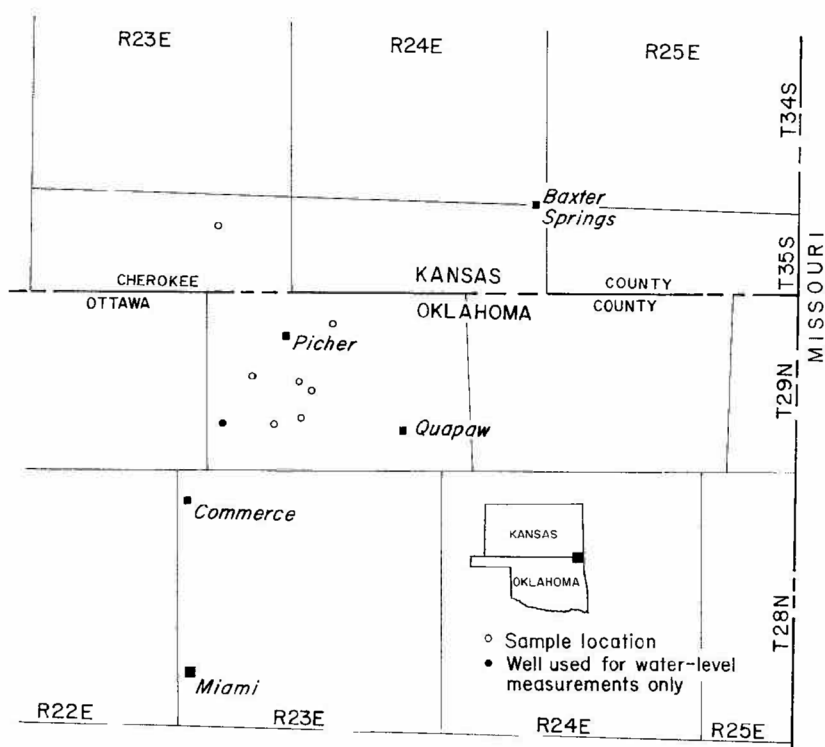 R23E
R24E
R25E
T34S
Baxter
Springs
T35S
MISSOURI
CHEROKEE
KANSAS
COUNTY
OTTAWA
OKLAHOMA
COUNTY
Picher
T29N
Quapaw
Commerce
KANSAS
OKLAHOMA
T28N
Sample location
Well used for water-level
measurements only
Miami
R22E
R23E
R24E
R25E